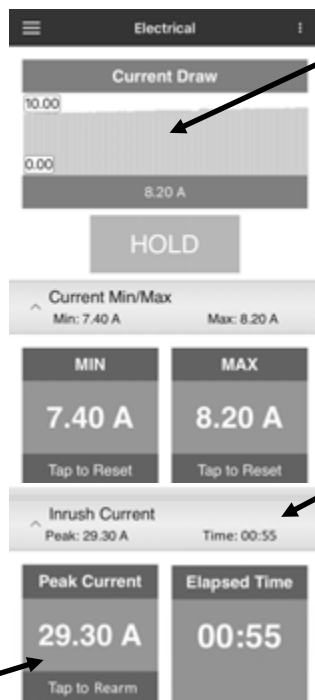 Electrical
Current Draw
10.00
0.00
8.20 A
HOLD
Current Min/Max
Min: 7.40 A Max: 8.20 A
MIN MAX
7.40 A 8.20 A
Tap to Reset Tap to Reset
Inrush Current
Peak: 29.30 A Time: 00:55
Peak Current Elapsed Time
29.30 A 00:55
Tap to Rearm